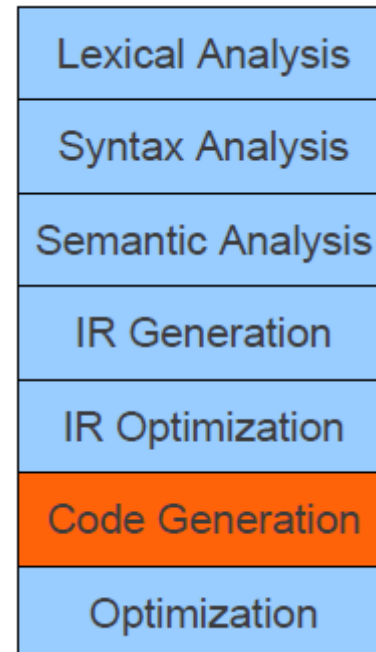 Lexical Analysis
Syntax Analysis
Semantic Analysis
IR Generation
IR Optimization
Code Generation
Optimization